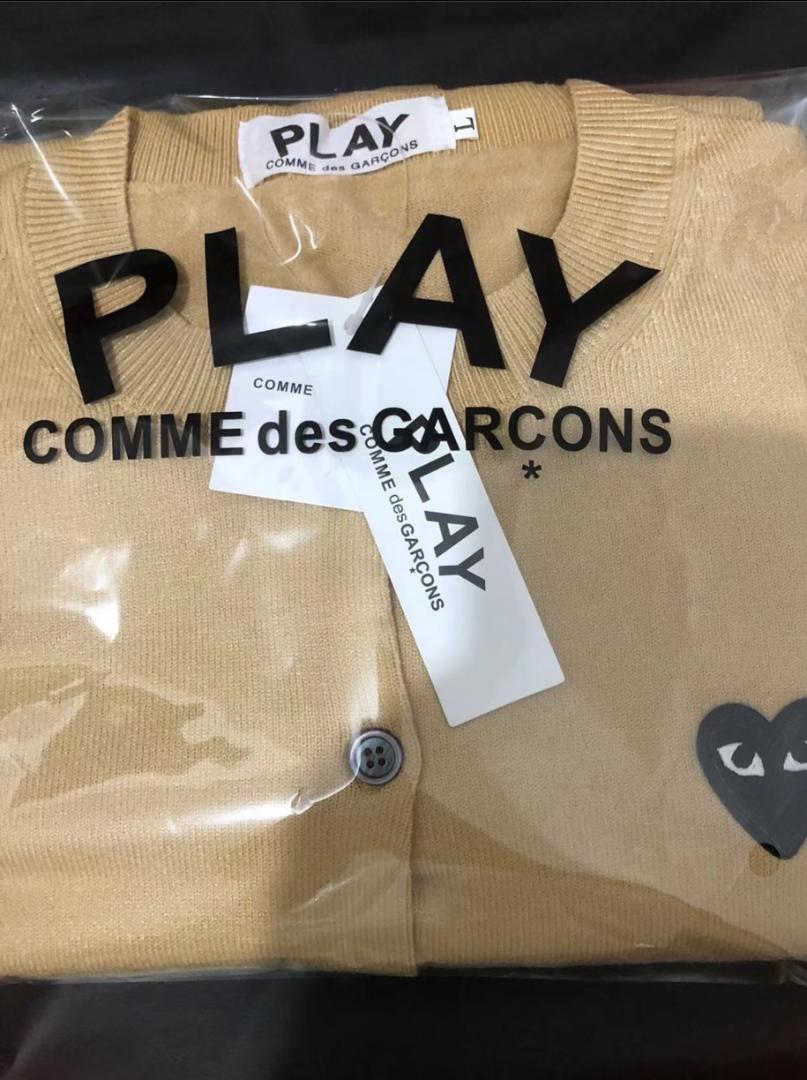 PLAY
COMME des GARÇONS
L
PLAY
COMME des GARCONS
*
COMME
PLAY
COMME des GARÇONS
*